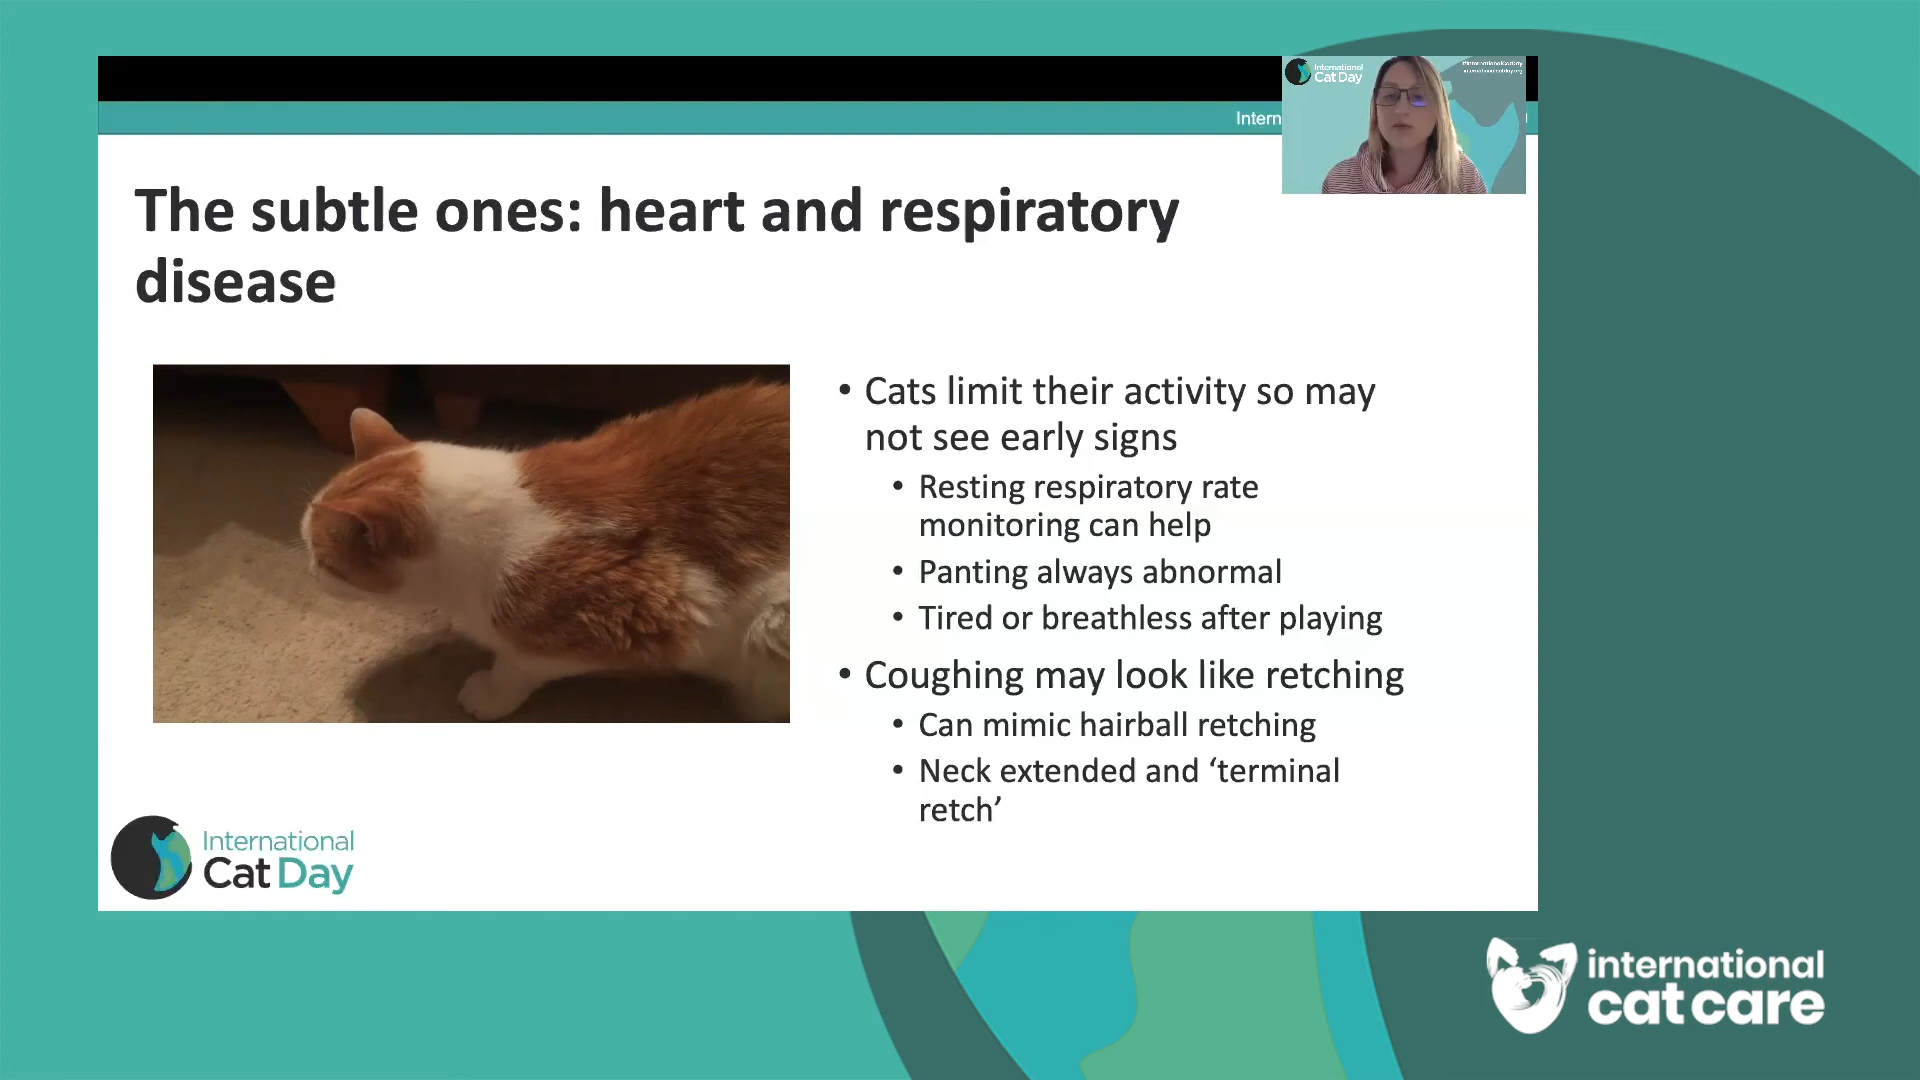 International
Cat Day
Intern
The subtle ones: heart and respiratory
disease
• Cats limit their activity so may
not see early signs
• Resting respiratory rate
monitoring can help
• Panting always abnormal
• Tired or breathless after playing
• Coughing may look like retching
• Can mimic hairball retching
• Neck extended and ‘terminal
retch’
International
Cat Day
international
cat care